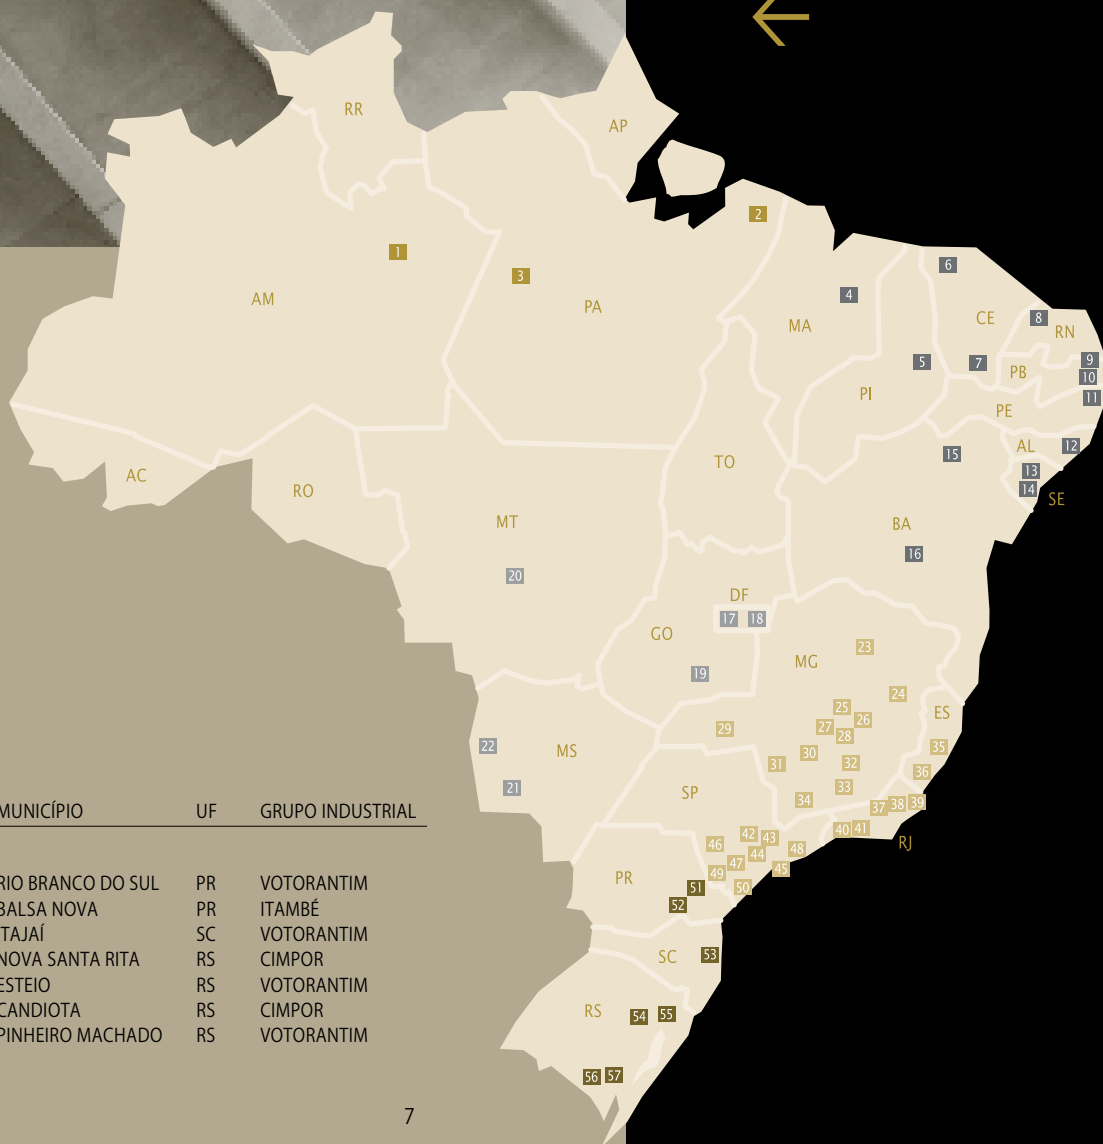 RR
AP
2
1
6
3
4
AM
PA
CE
8
MA
RN
5
7
9
PB
10
PI
11
PE
AL
12
15
TO
13
AC
14
RO
SE
MT
BA
16
20
DF
17 18
GO
23
MG
19
24
25
ES
26
27
29
28
35
22
MS
30
31
32
36
21
33
SP
34
37 38 39
40 41
42
43
46
RJ
48
44
47
45
49
PR
50
51
52
53
SC
RS
54 55
56 57
MUNICÍPIO UF GRUPO INDUSTRIAL
RIO BRANCO DO SUL PR VOTORANTIM
BALSA NOVA PR ITAMBÉ
ITAJAÍ SC VOTORANTIM
NOVA SANTA RITA RS CIMPOR
ESTEIO RS VOTORANTIM
CANDIOTA RS CIMPOR
PINHEIRO MACHADO RS VOTORANTIM
7